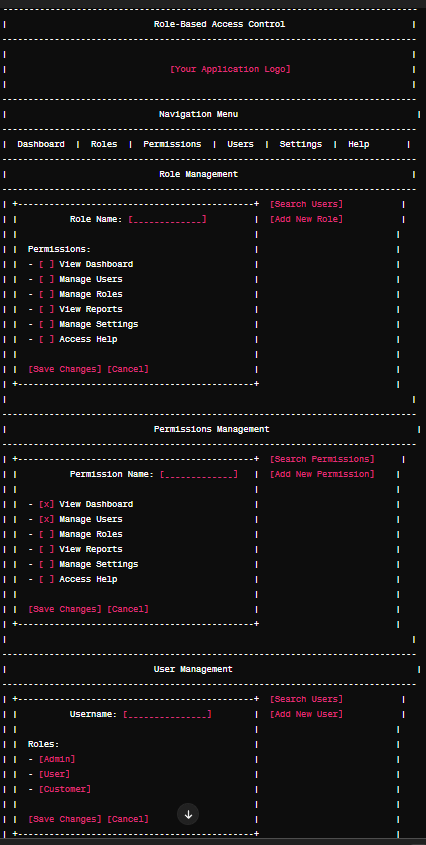 -----------------------------------------------------------------------------------
| Role-Based Access Control |
-----------------------------------------------------------------------------------
| |
| [Your Application Logo] |
| |
-----------------------------------------------------------------------------------
| Navigation Menu |
-----------------------------------------------------------------------------------
| Dashboard | Roles | Permissions | Users | Settings | Help |
-----------------------------------------------------------------------------------
| Role Management |
-----------------------------------------------------------------------------------
| +-----------------------------------------------+ [Search Users] |
| | Role Name: [_____________] | [Add New Role] |
| | | |
| | Permissions: | |
| | - [ ] View Dashboard | |
| | - [ ] Manage Users | |
| | - [ ] Manage Roles | |
| | - [ ] View Reports | |
| | - [ ] Manage Settings | |
| | - [ ] Access Help | |
| | | |
| | [Save Changes] [Cancel] | |
| +-----------------------------------------------+ |
| |
-----------------------------------------------------------------------------------
| Permissions Management |
-----------------------------------------------------------------------------------
| +-----------------------------------------------+ [Search Permissions] |
| | Permission Name: [_____________] | [Add New Permission] |
| | | |
| | - [x] View Dashboard | |
| | - [x] Manage Users | |
| | - [ ] Manage Roles | |
| | - [ ] View Reports | |
| | - [ ] Manage Settings | |
| | - [ ] Access Help | |
| | | |
| | [Save Changes] [Cancel] | |
| +-----------------------------------------------+ |
| |
-----------------------------------------------------------------------------------
| User Management |
-----------------------------------------------------------------------------------
| +-----------------------------------------------+ [Search Users] |
| | Username: [_______________] | [Add New User] |
| | | |
| | Roles: | |
| | - [Admin] | |
| | - [User] | |
| | - [Customer] | |
| | | |
| | [Save Changes] [Cancel] | |
| +-----------------------------------------------+ |